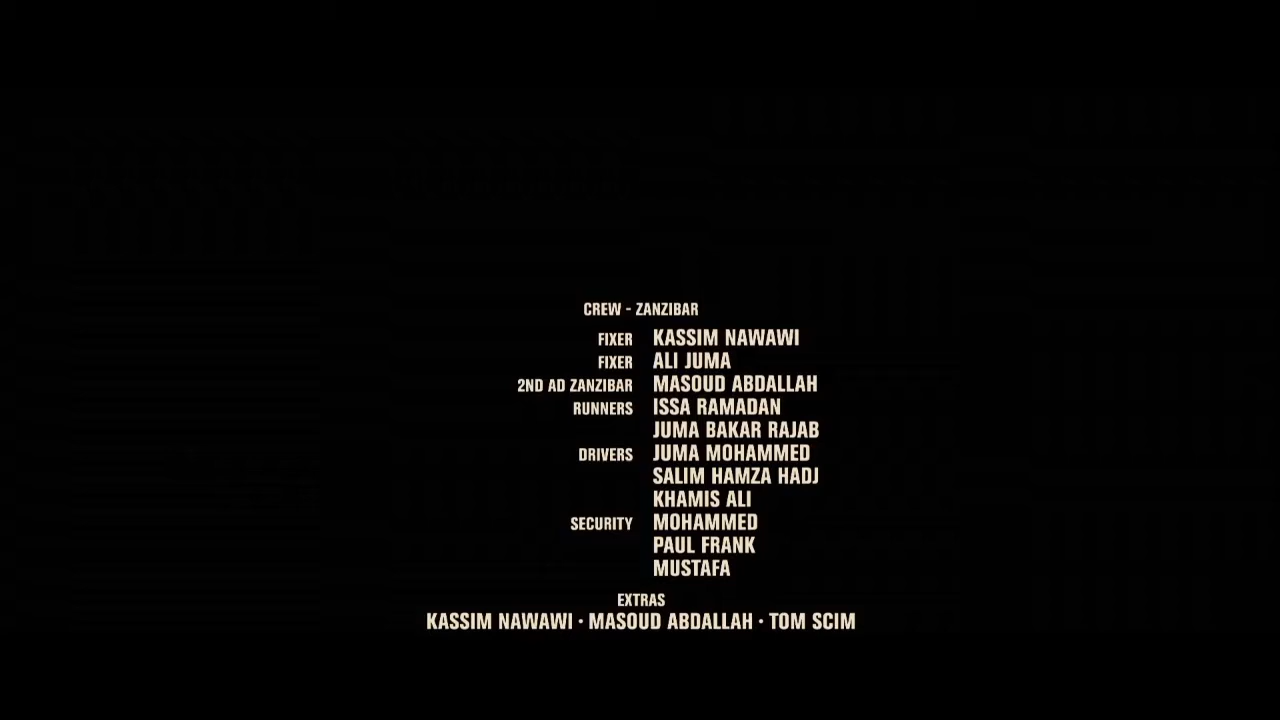 CREW - ZANZIBAR
FIXER KASSIM NAWAWI
FIXER ALI JUMA
2ND AD ZANZIBAR MASOUD ABDALLAH
RUNNERS ISSA RAMADAN
JUMA BAKAR RAJAB
DRIVERS JUMA MOHAMMED
SALIM HAMZA HADJ
KHAMIS ALI
SECURITY MOHAMMED
PAUL FRANK
MUSTAFA
EXTRAS
KASSIM NAWAWI · MASOUD ABDALLAH · TOM SCIM